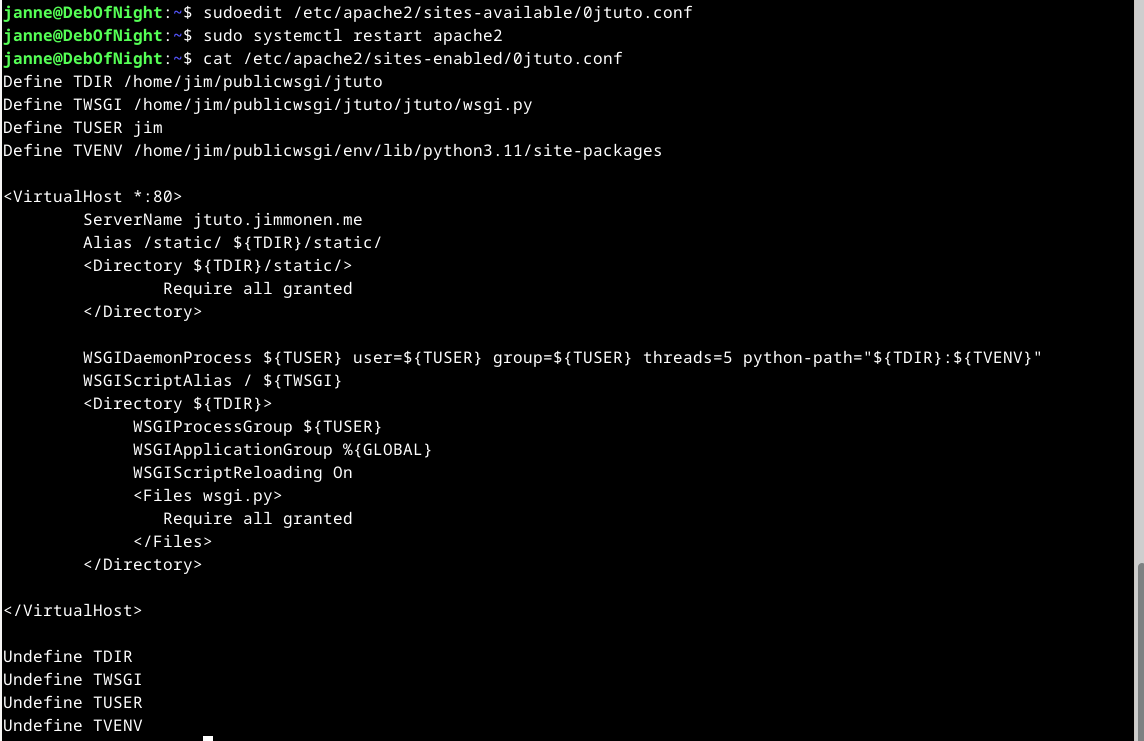 janne@DebOfNight:~$ sudoedit /etc/apache2/sites-available/0jtuto.conf
janne@DebOfNight:~$ sudo systemctl restart apache2
janne@DebOfNight:~$ cat /etc/apache2/sites-enabled/0jtuto.conf
Define TDIR /home/jim/publicwsgi/jtuto
Define TWSGI /home/jim/publicwsgi/jtuto/jtuto/wsgi.py
Define TUSER jim
Define TVENV /home/jim/publicwsgi/env/lib/python3.11/site-packages

<VirtualHost *:80>
        ServerName jtuto.jimmonen.me
        Alias /static/ ${TDIR}/static/
        <Directory ${TDIR}/static/>
                Require all granted
        </Directory>

        WSGIDaemonProcess ${TUSER} user=${TUSER} group=${TUSER} threads=5 python-path="${TDIR}:${TVENV}"
        WSGIScriptAlias / ${TWSGI}
        <Directory ${TDIR}>
             WSGIProcessGroup ${TUSER}
             WSGIApplicationGroup %{GLOBAL}
             WSGIScriptReloading On
             <Files wsgi.py>
                Require all granted
             </Files>
        </Directory>

</VirtualHost>

Undefine TDIR
Undefine TWSGI
Undefine TUSER
Undefine TVENV